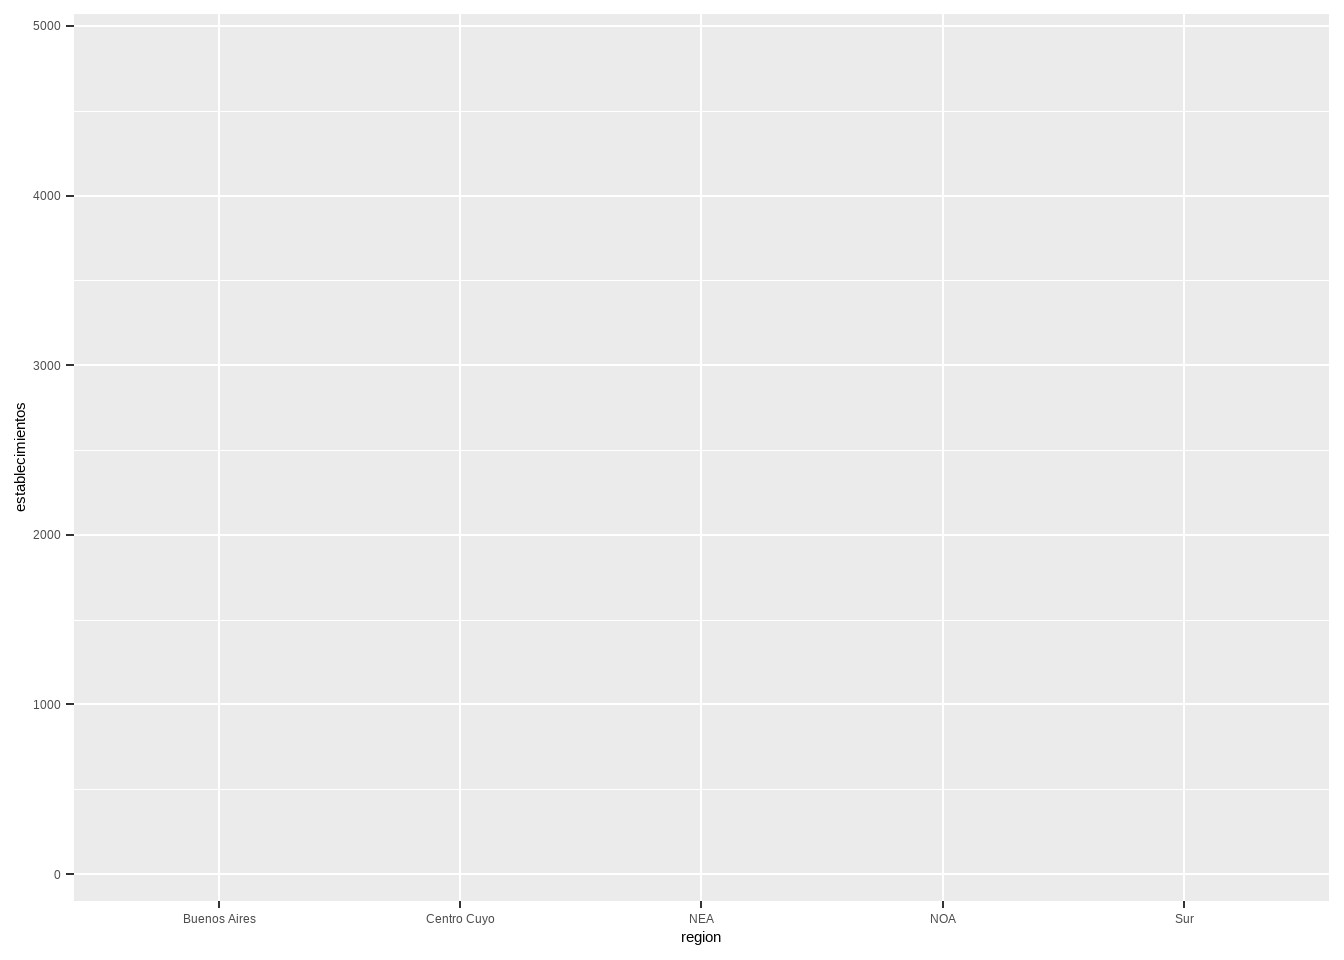 5000
4000
3000
2000
1000
0
establecimientos
Buenos Aires
Centro Cuyo
NEA
NOA
Sur
region